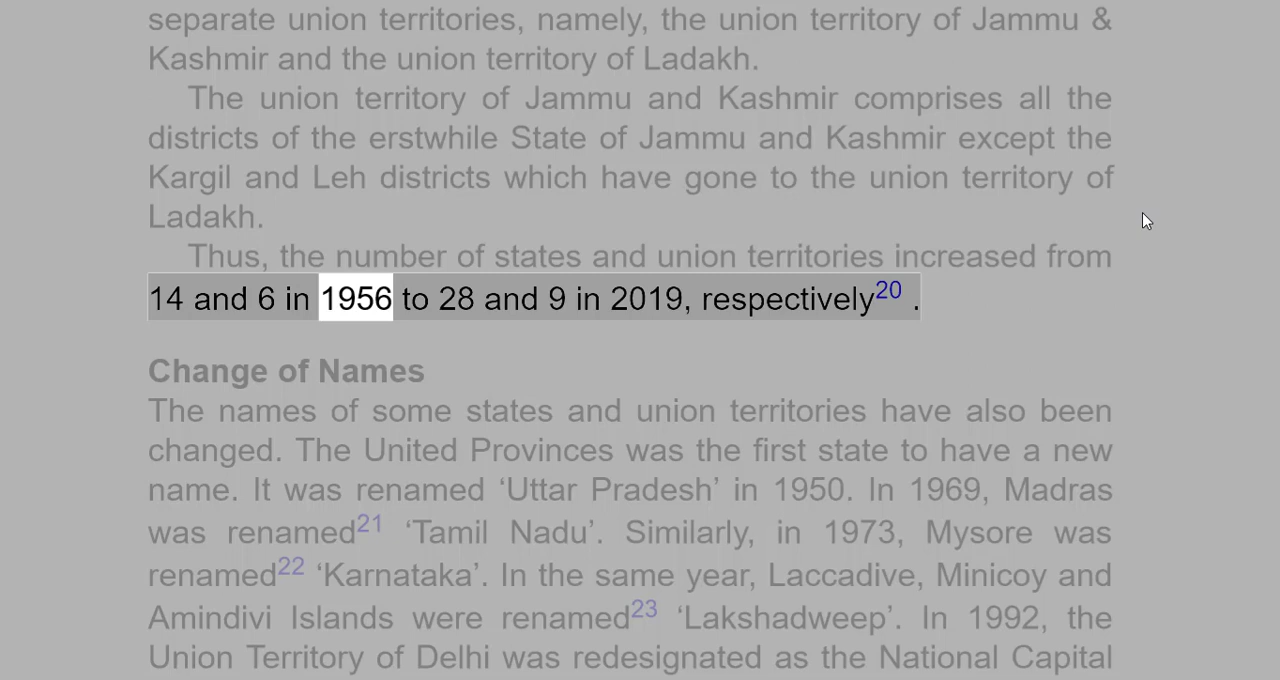 separate union territories, namely, the union territory of Jammu &
Kashmir and the union territory of Ladakh.
The union territory of Jammu and Kashmir comprises all the
districts of the erstwhile State of Jammu and Kashmir except the
Kargil and Leh districts which have gone to the union territory of
Ladakh.
Thus, the number of states and union territories increased from
14 and 6 in 1956 to 28 and 9 in 2019, respectively20 .
Change of Names
The names of some states and union territories have also been
changed. The United Provinces was the first state to have a new
name. It was renamed ‘Uttar Pradesh’ in 1950. In 1969, Madras
was renamed21 ‘Tamil Nadu’. Similarly, in 1973, Mysore was
renamed22 ‘Karnataka’. In the same year, Laccadive, Minicoy and
Amindivi Islands were renamed23 ‘Lakshadweep’. In 1992, the
Union Territory of Delhi was redesignated as the National Capital